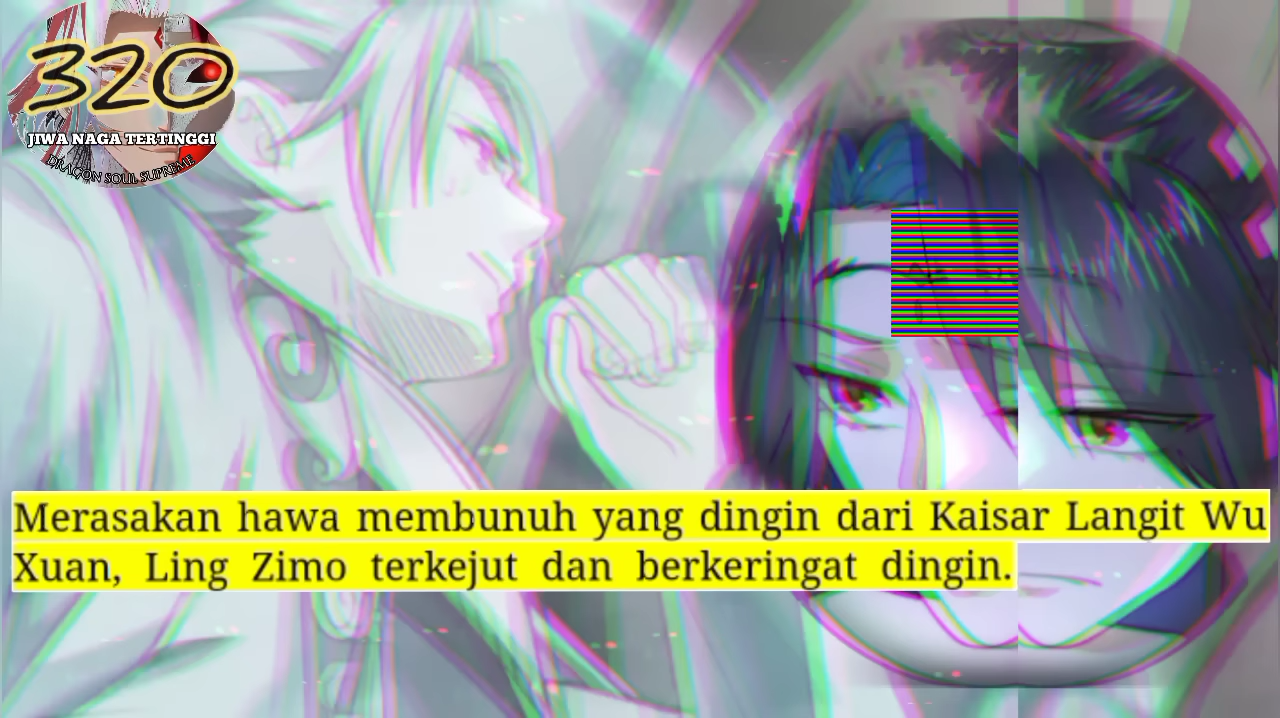 320
JIWA NAGA TERTINGGI
DRAGON SOUL SUPREME
Merasakan hawa membunuh yang dingin dari Kaisar Langit Wu
Xuan, Ling Zimo terkejut dan berkeringat dingin.